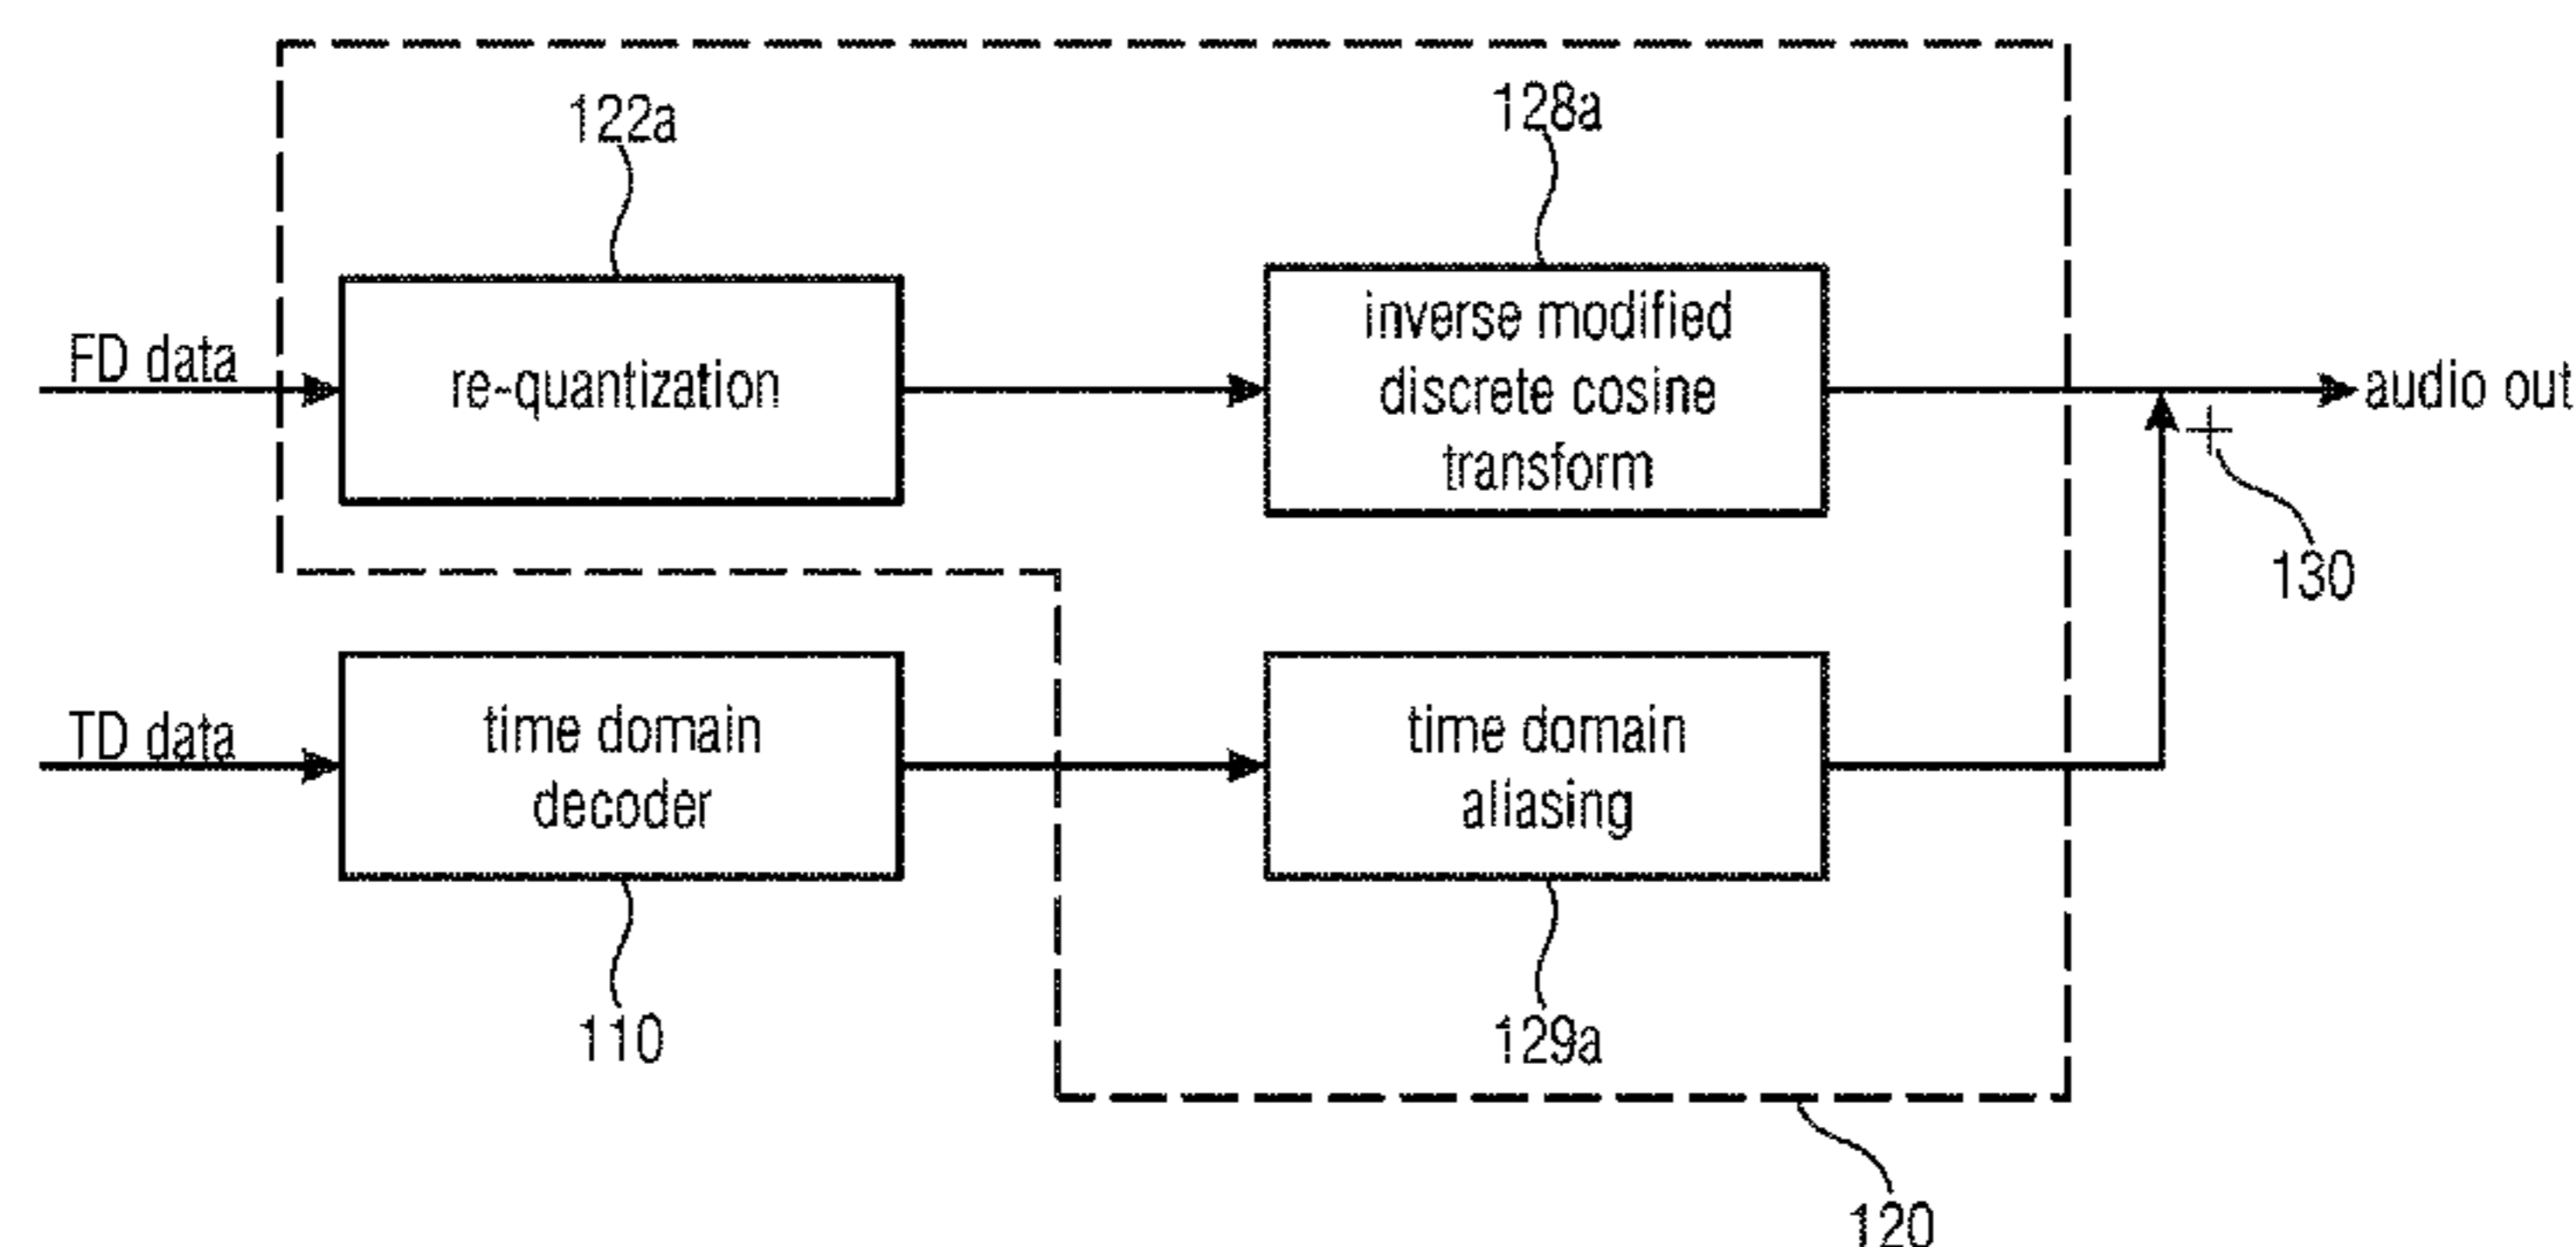 122a
128a
FD data
re-quantization
inverse modified
discrete cosine
transform
audio out
+
130
TD data
time domain
decoder
time domain
aliasing
110
129a
120